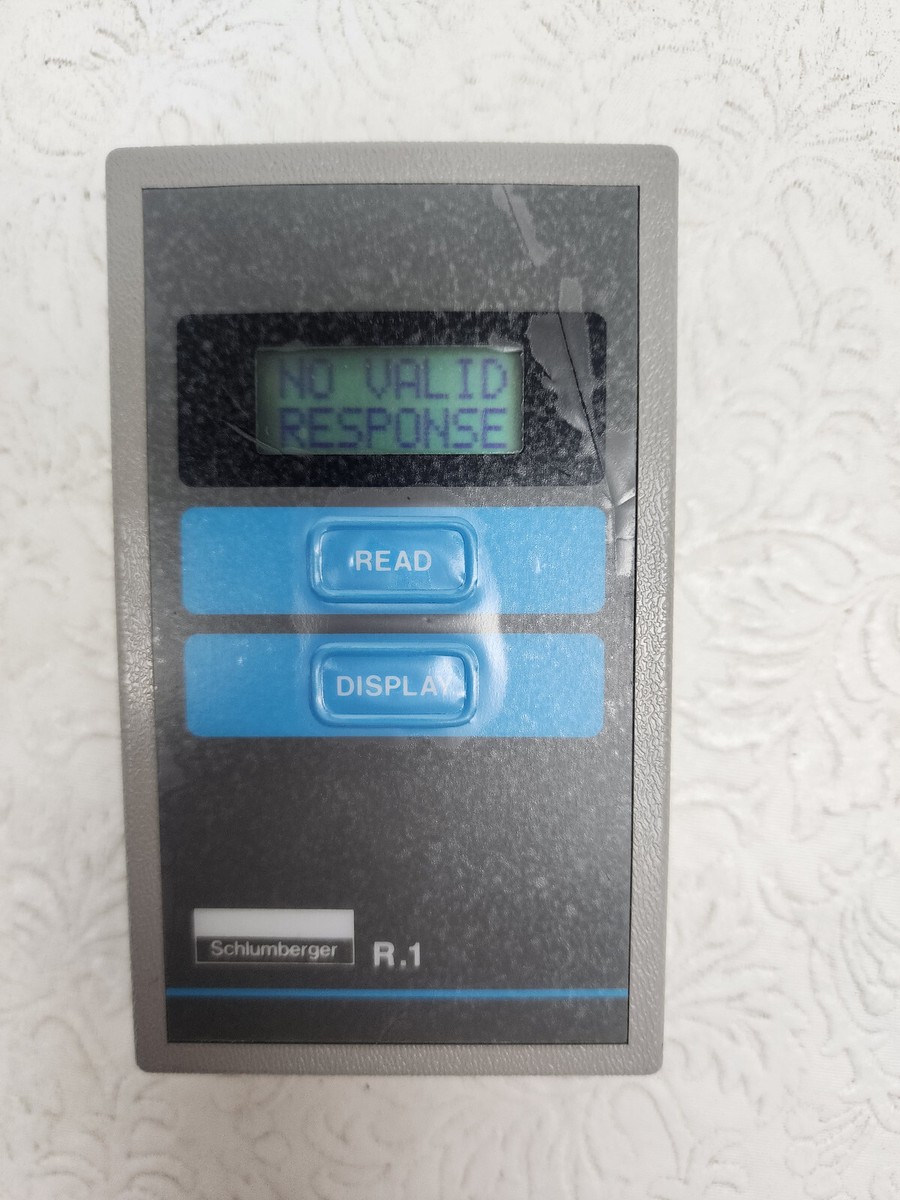 NO VALID
RESPONSE
READ
DISPLAY
Schlumberger R.1